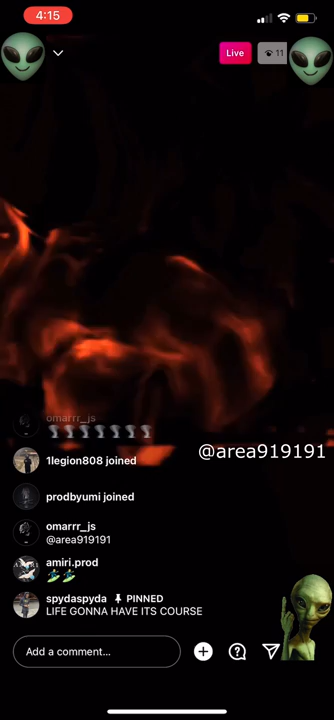 4:15
Live
11
omarrr_js
1legion808 joined
@area919191
prodbyumi joined
omarrr_js
@area919191
amiri.prod
spydaspyda PINNED
LIFE GONNA HAVE ITS COURSE
Add a comment...